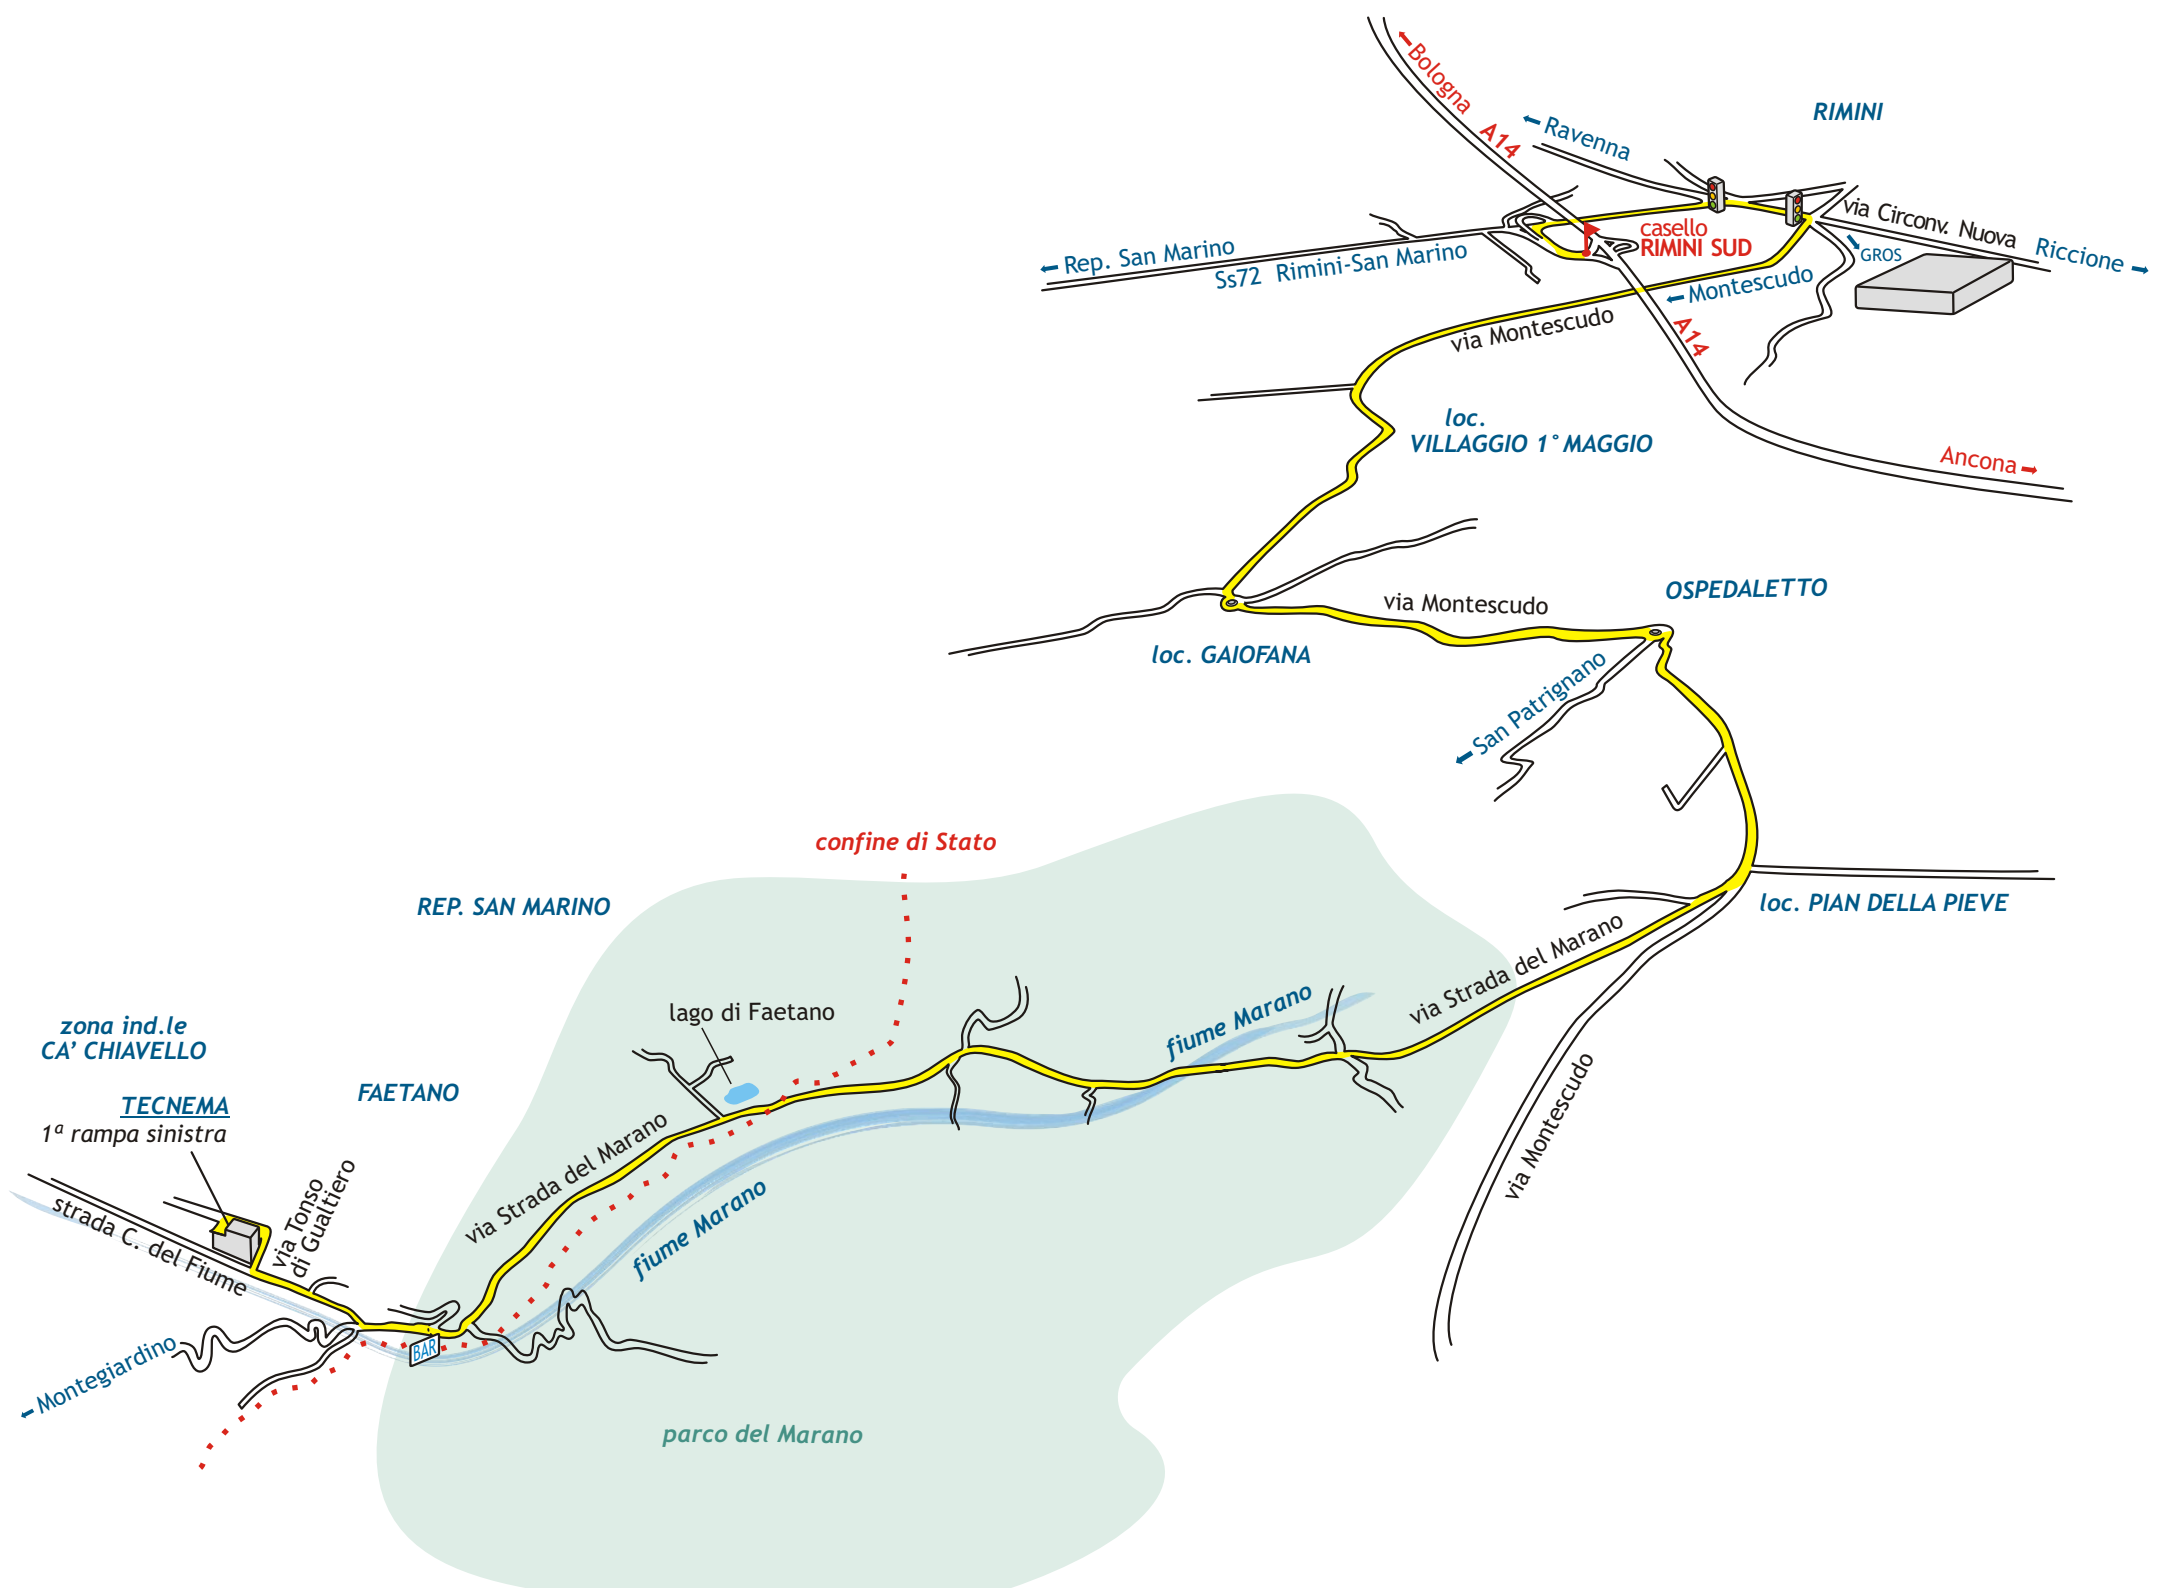 Bologna
A14
Ravenna
RIMINI
via Circonv. Nuova
Riccione
casello
RIMINI SUD
GROS
Rep. San Marino
Ss72 Rimini-San Marino
Montescudo
via Montescudo
A14
loc.
VILLAGGIO 1° MAGGIO
Ancona
via Montescudo
OSPEDALETTO
loc. GAIOFANA
San Patrignano
confine di Stato
REP. SAN MARINO
loc. PIAN DELLA PIEVE
via Strada del Marano
lago di Faetano
fiume Marano
zona ind.le
CA' CHIAVELLO
FAETANO
TECNEMA
1ª rampa sinistra
via Strada del Marano
via Montescudo
fiume Marano
via Tonso
di Gualtiero
strada C. del Fiume
BAR
Montegiardino
parco del Marano